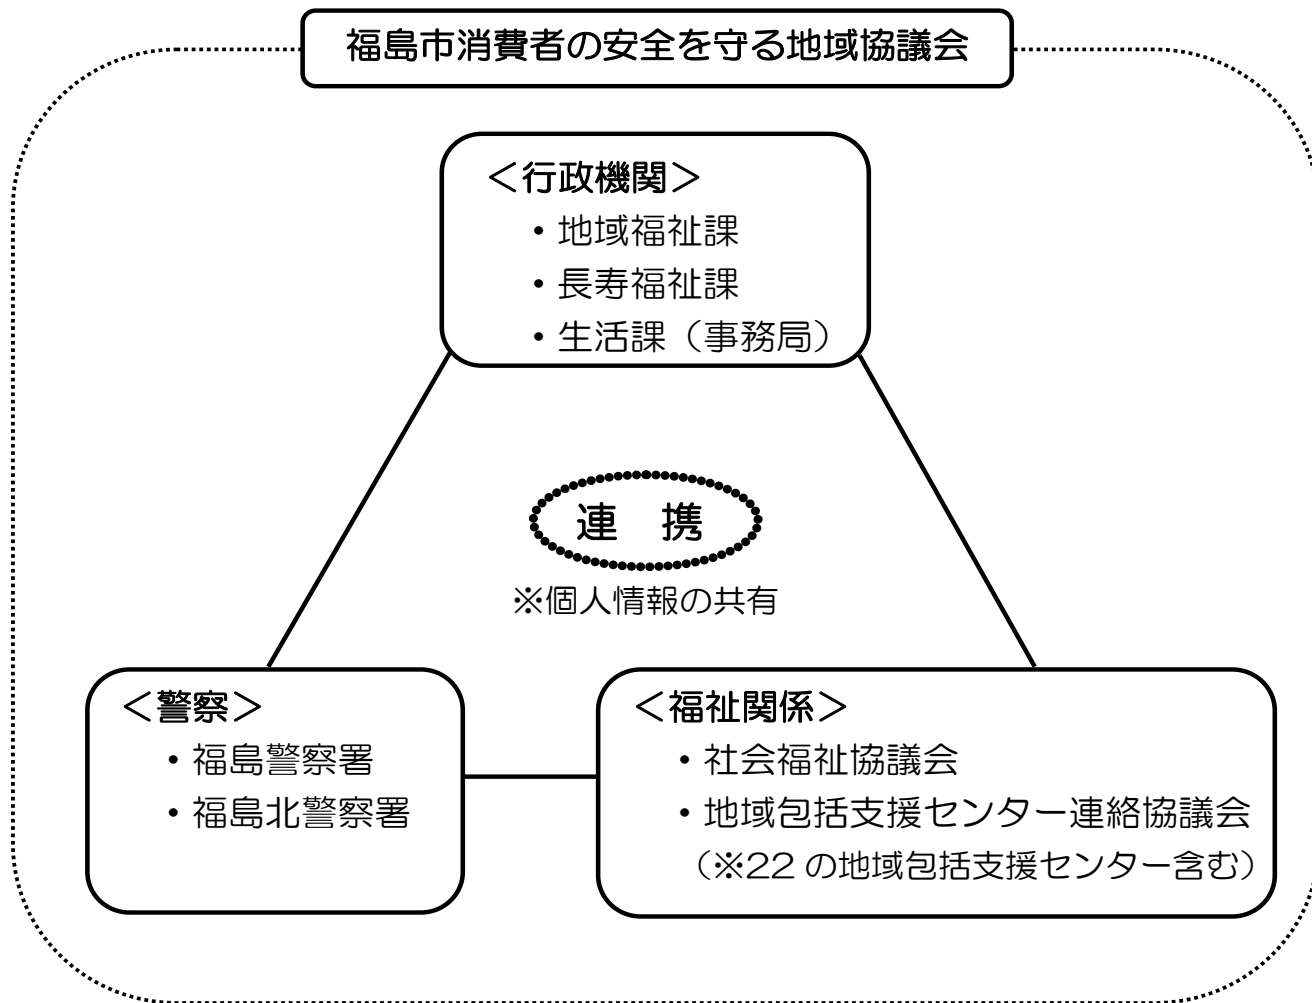 福島市消費者の安全を守る地域協議会
＜行政機関＞
・地域福祉課
・長寿福祉課
・生活課（事務局）
連　携
※個人情報の共有
＜警察＞
・福島警察署
・福島北警察署
＜福祉関係＞
・社会福祉協議会
・地域包括支援センター連絡協議会
（※22 の地域包括支援センター含む）